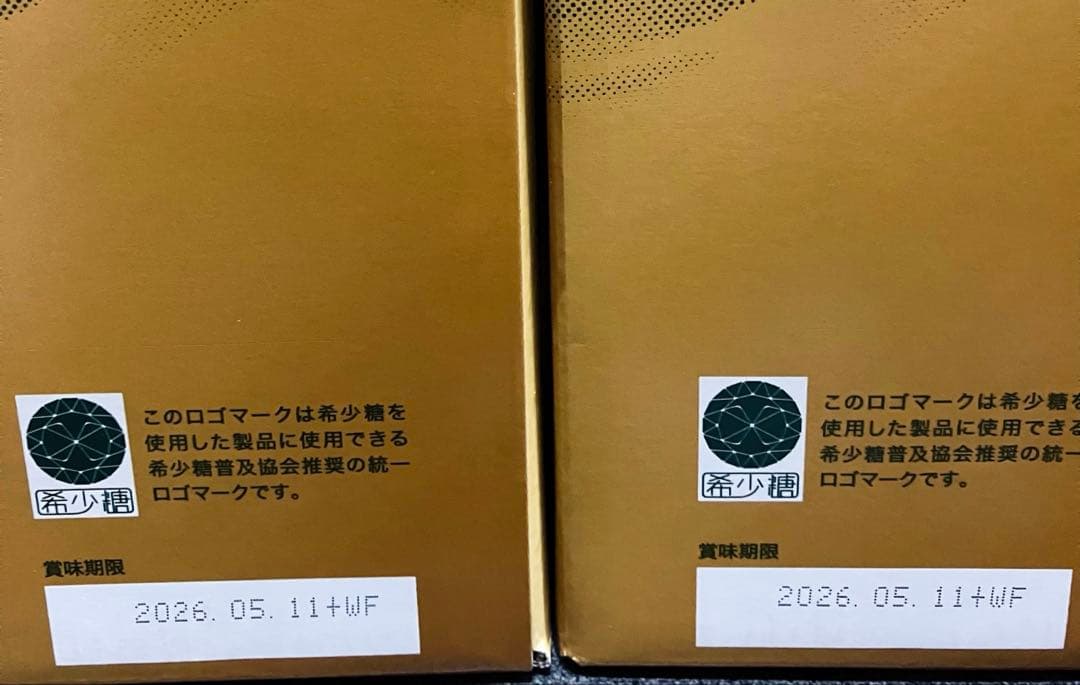 このロゴマークは希少糖を
使用した製品に使用できる
希少糖普及協会推奨の統一
ロゴマークです。
希少糖
賞味期限
2026.05.11+WF
このロゴマークは希少糖を
使用した製品に使用できる
希少糖普及協会推奨の統一
ロゴマークです。
希少糖
賞味期限
2026.05.11+WF